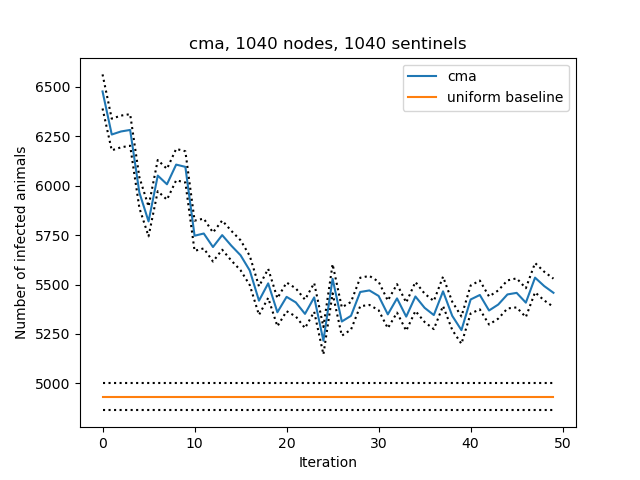 cma, 1040 nodes, 1040 sentinels
cma
uniform baseline
Number of infected animals
6500
6250
6000
5750
5500
5250
5000
0 10 20 30 40 50
Iteration